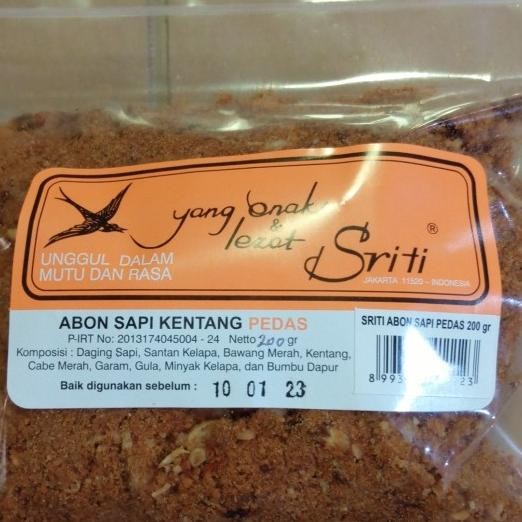 yang enak
& lezat
Sriti ®
UNGGUL DALAM
MUTU DAN RASA
JAKARTA 11520 - INDONESIA
ABON SAPI KENTANG PEDAS
P-IRT No: 2013174045004 - 24 Netto 200 gr
Komposisi : Daging Sapi, Santan Kelapa, Bawang Merah, Kentang,
Cabe Merah, Garam, Gula, Minyak Kelapa, dan Bumbu Dapur
Baik digunakan sebelum : 10 01 23
SRITI ABON SAPI PEDAS 200 gr